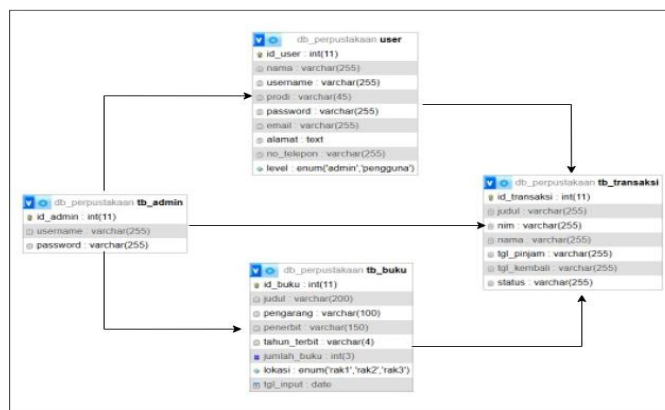 db_perpustakaan user
id_user : int(11)
nama : varchar(255)
username : varchar(255)
prodi : varchar(45)
password : varchar(255)
email : varchar(255)
alamat : text
no_telepon : varchar(255)
level : enum('admin','pengguna')
db_perpustakaan tb_admin
id_admin : int(11)
username : varchar(255)
password : varchar(255)
db_perpustakaan tb_transaksi
id_transaksi : int(11)
judul : varchar(255)
nim : varchar(255)
nama : varchar(255)
tgl_pinjam : varchar(255)
tgl_kembali : varchar(255)
status : varchar(255)
db_perpustakaan tb_buku
id_buku : int(11)
judul : varchar(200)
pengarang : varchar(100)
penerbit : varchar(150)
tahun_terbit : varchar(4)
jumlah_buku : int(3)
lokasi : enum('rak1','rak2','rak3')
tgl_input : date